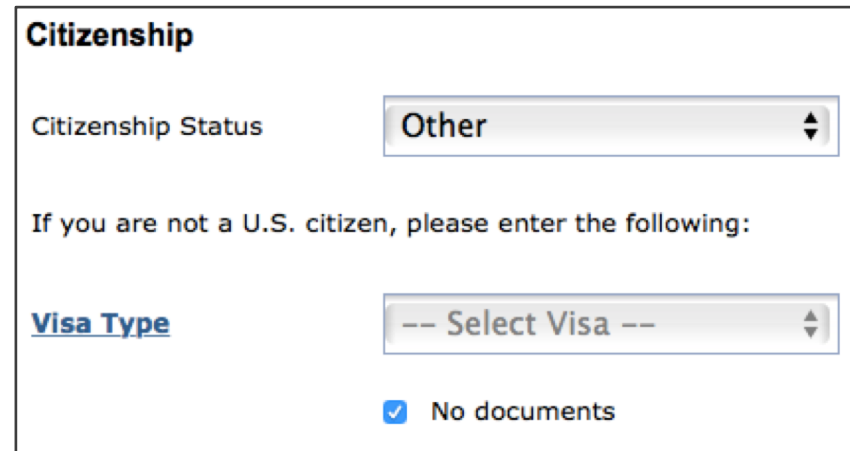 Citizenship
Citizenship Status Other
If you are not a U.S. citizen, please enter the following:
Visa Type -- Select Visa --
No documents